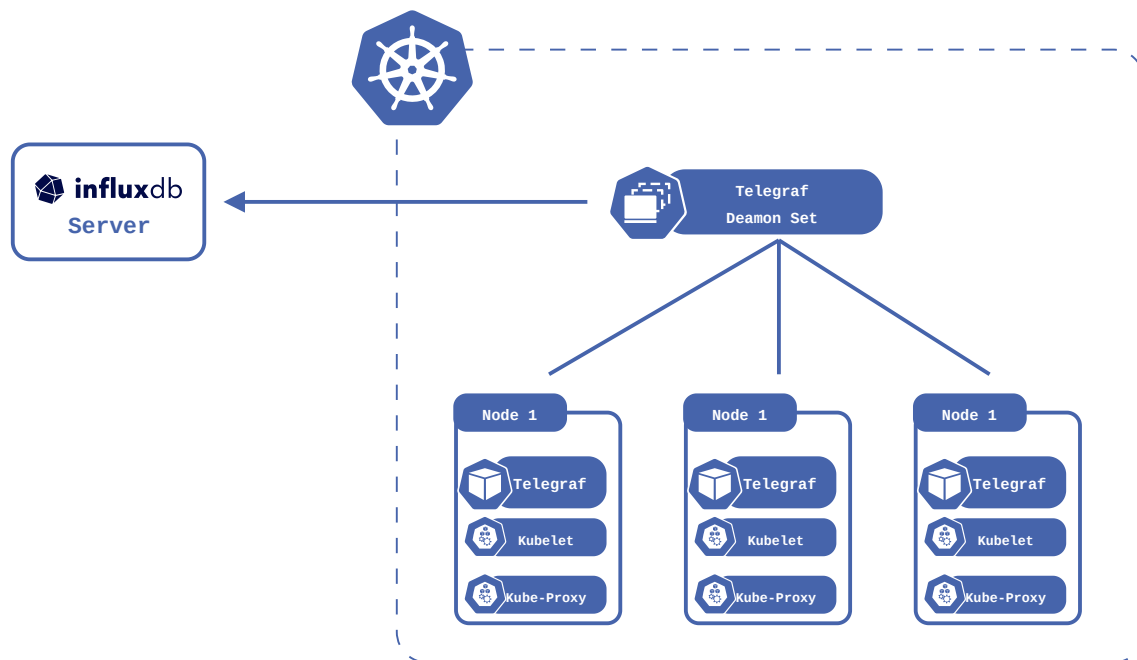 influxdb
Server
Telegraf
Deamon Set
Node 1
Telegraf
Kubelet
Kube-Proxy
Node 1
Telegraf
Kubelet
Kube-Proxy
Node 1
Telegraf
Kubelet
Kube-Proxy